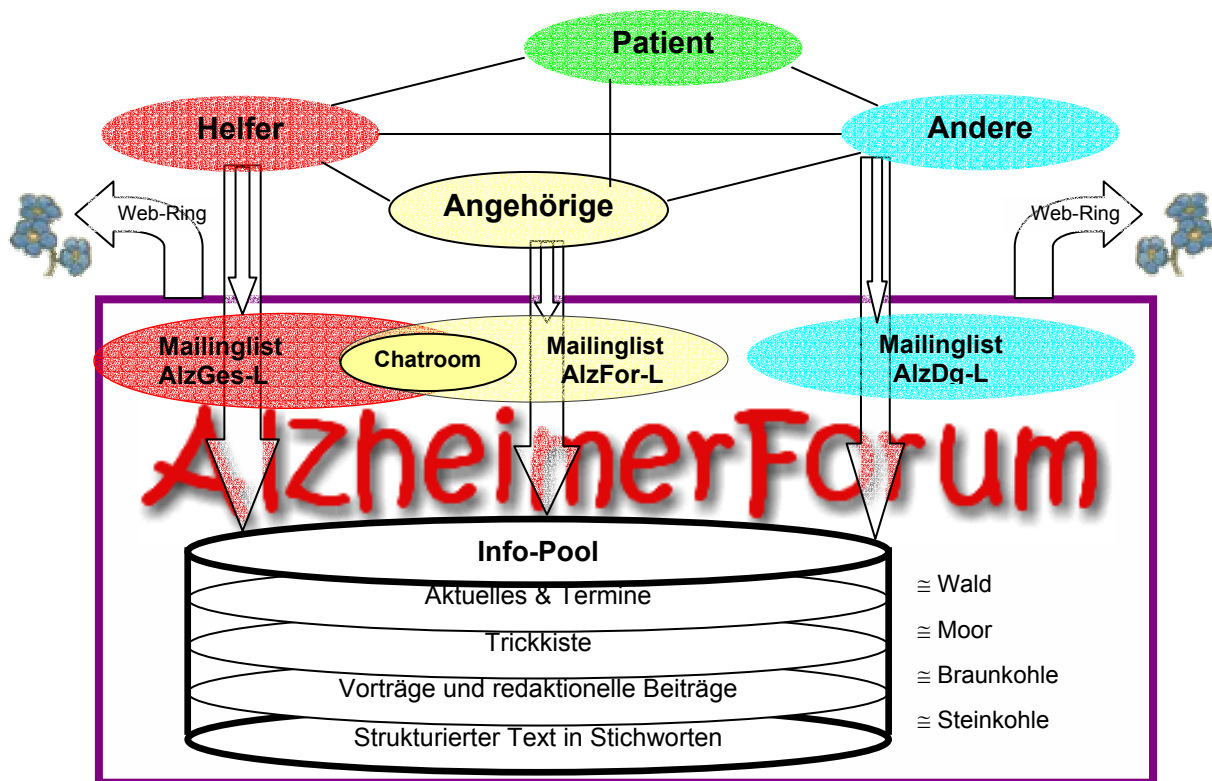 Patient
Helfer
Andere
Angehörige
Web-Ring
Web-Ring
Mailinglist
AlzGes-L
Chatroom
Mailinglist
AlzFor-L
Mailinglist
AlzDg-L
AlzheimerForum
Info-Pool
Aktuelles & Termine
≅ Wald
Trickkiste
≅ Moor
Vorträge und redaktionelle Beiträge
≅ Braunkohle
Strukturierter Text in Stichworten
≅ Steinkohle